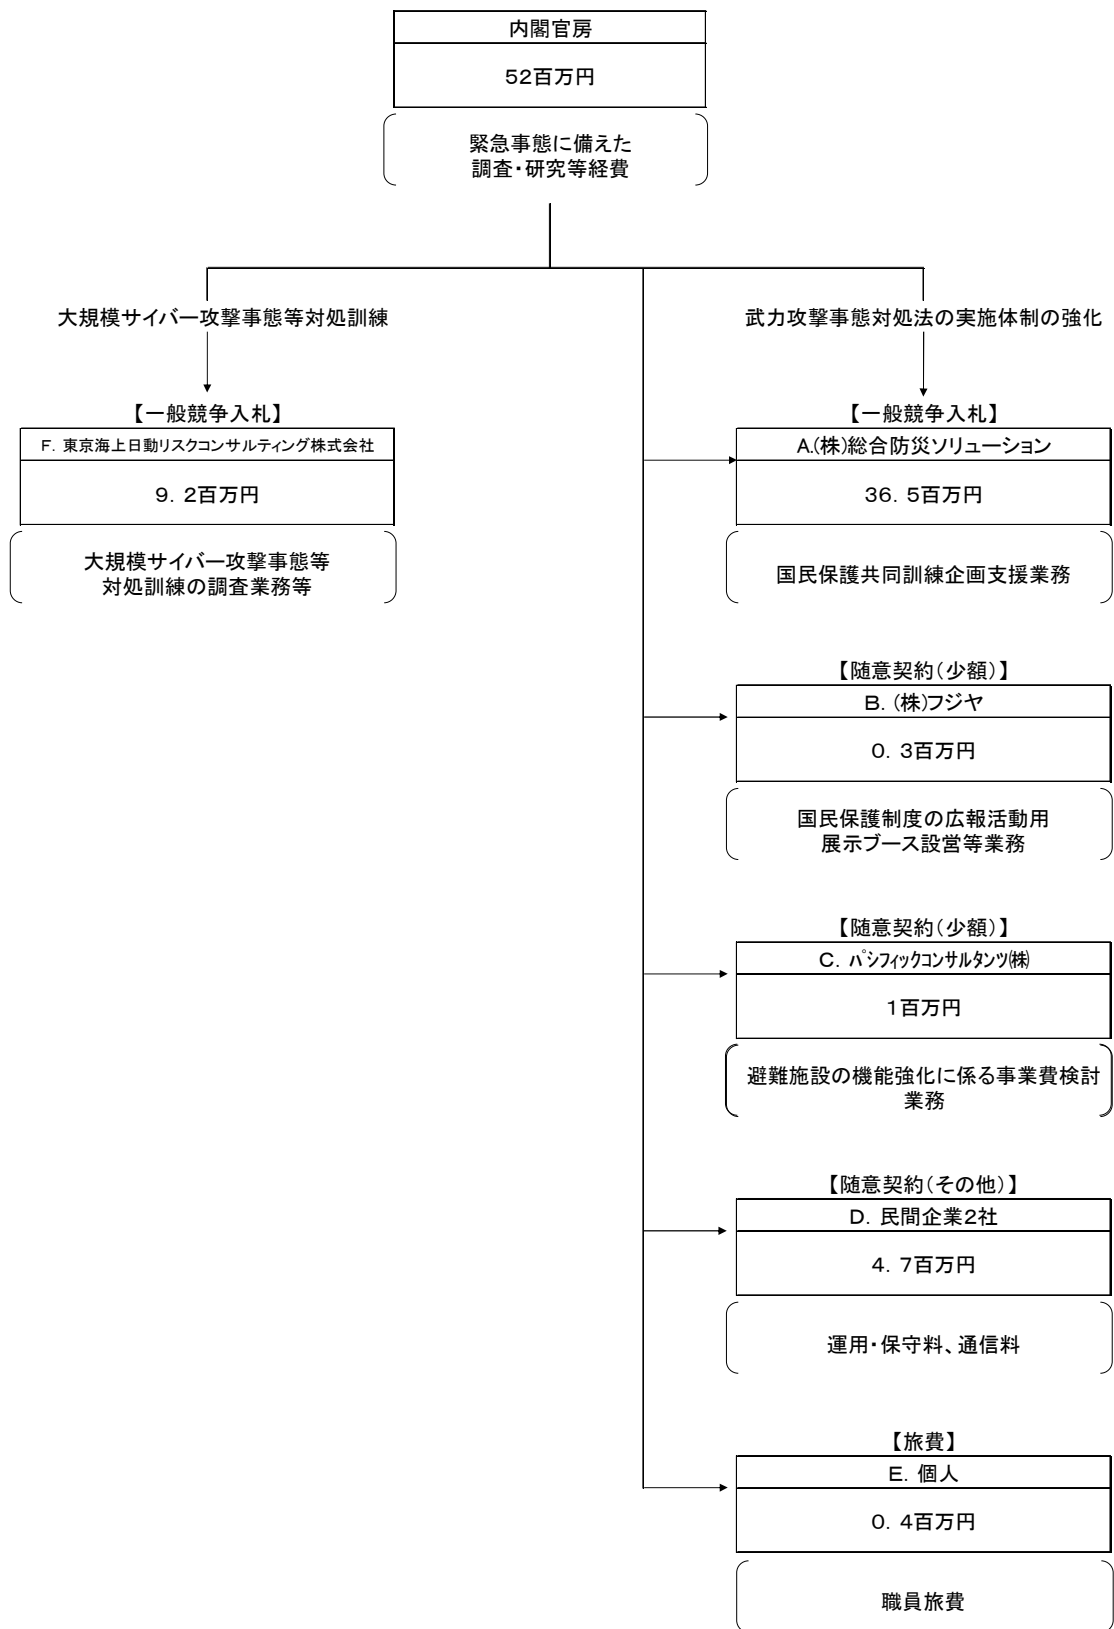 内閣官房
52百万円
緊急事態に備えた
調査・研究等経費
大規模サイバー攻撃事態等対処訓練
武力攻撃事態対処法の実施体制の強化
【一般競争入札】
F. 東京海上日動リスクコンサルティング株式会社
9. 2百万円
大規模サイバー攻撃事態等
対処訓練の調査業務等
【一般競争入札】
A.(株)総合防災ソリューション
36. 5百万円
国民保護共同訓練企画支援業務
【随意契約(少額)】
B. (株)フジヤ
0. 3百万円
国民保護制度の広報活動用
展示ブース設営等業務
【随意契約(少額)】
C. パシフィックコンサルタンツ㈱
1百万円
避難施設の機能強化に係る事業費検討
業務
【随意契約(その他)】
D. 民間企業2社
4. 7百万円
運用・保守料、通信料
【旅費】
E. 個人
0. 4百万円
職員旅費